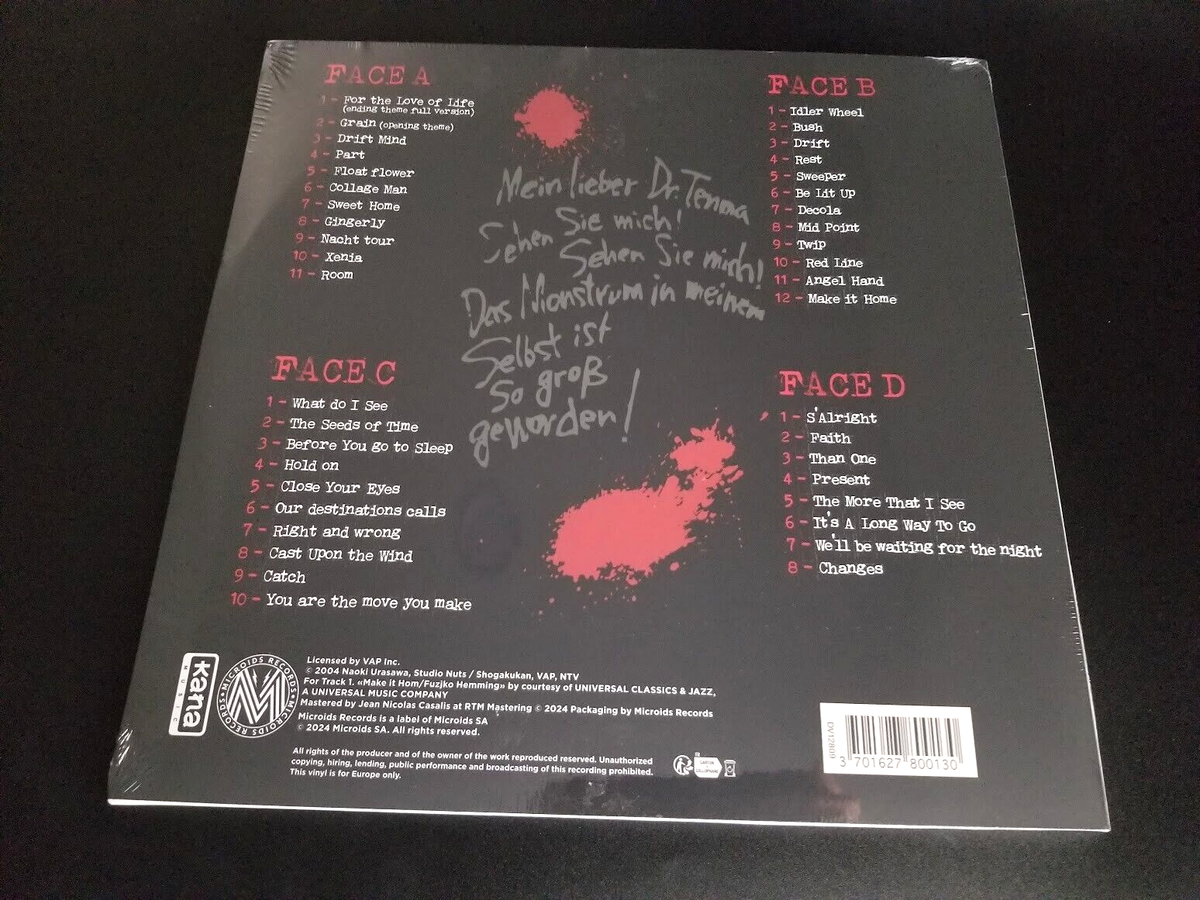 FACE A
1 - For the Love of Life
(ending theme full version)
2 - Grain (opening theme)
3 - Drift Mind
4 - Part
5 - Float flower
6 - Collage Man
7 - Sweet Home
8 - Gingerly
9 - Nacht tour
10 - Xenia
11 - Room
FACE B
1 - Idler Wheel
2 - Bush
3 - Drift
4 - Rest
5 - Sweeper
6 - Be Lit Up
7 - Decola
8 - Mid Point
9 - Twip
10 - Red Line
11 - Angel Hand
12 - Make it Home
Mein lieber Dr. Tenma
Sehen Sie mich!
Sehen Sie mich!
Das Monstrum in meinem
Selbst ist
So groß
geworden!
FACE C
1 - What do I See
2 - The Seeds of Time
3 - Before You go to Sleep
4 - Hold on
5 - Close Your Eyes
6 - Our destinations calls
7 - Right and wrong
8 - Cast Upon the Wind
9 - Catch
10 - You are the move you make
FACE D
1 - S'Alright
2 - Faith
3 - Than One
4 - Present
5 - The More That I See
6 - It's A Long Way To Go
7 - We'll be waiting for the night
8 - Changes
kana
MUSIC
MICROIDS RECORDS • MICROIDS RECORDS •
M
Licensed by VAP Inc.
© 2004 Naoki Urasawa, Studio Nuts / Shogakukan, VAP, NTV
For Track 1. «Make it Hom/Fuzjko Hemming» by courtesy of UNIVERSAL CLASSICS & JAZZ,
A UNIVERSAL MUSIC COMPANY
Mastered by Jean Nicolas Casalis at RTM Mastering © 2024 Packaging by Microids Records
Microids Records is a label of Microids SA
© 2024 Microids SA. All rights reserved.
All rights of the producer and of the owner of the work reproduced reserved. Unauthorized
copying, hiring, lending, public performance and broadcasting of this recording prohibited.
This vinyl is for Europe only.
DV12809
3 701627 800130